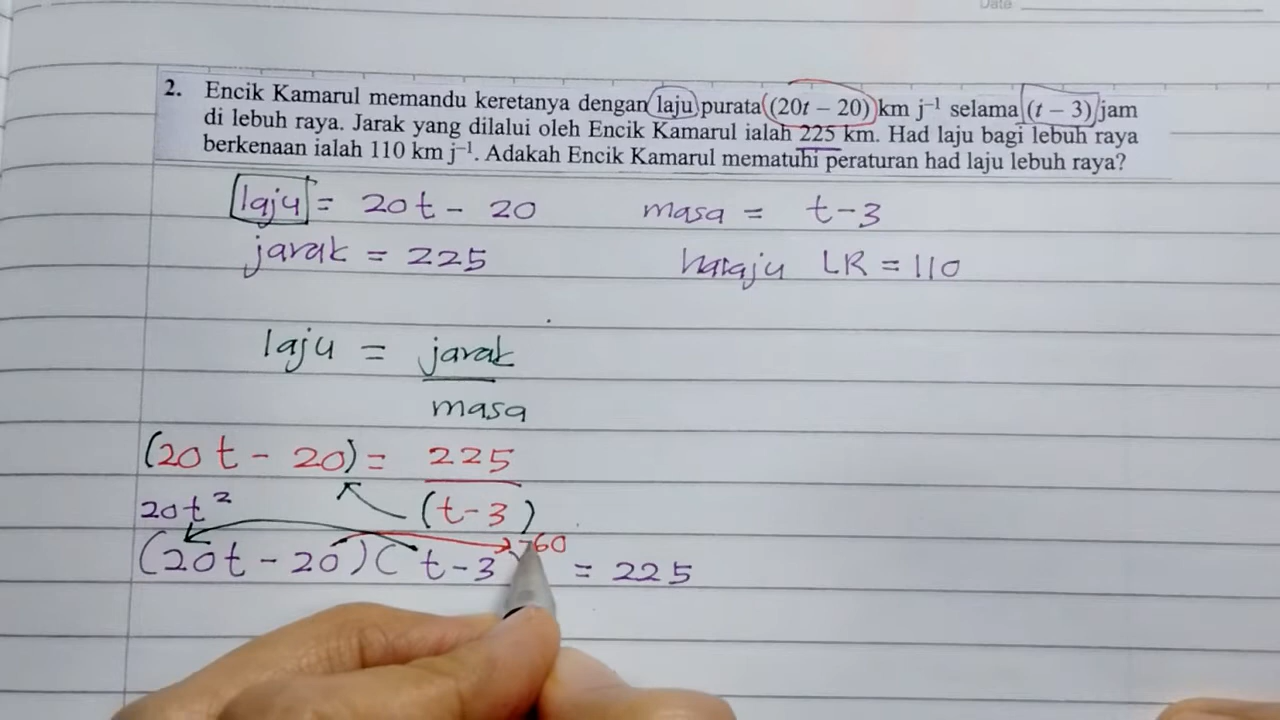 Date
2. Encik Kamarul memandu keretanya dengan laju purata (20t − 20) km j⁻¹ selama (t − 3) jam
di lebuh raya. Jarak yang dilalui oleh Encik Kamarul ialah 225 km. Had laju bagi lebuh raya
berkenaan ialah 110 km j⁻¹. Adakah Encik Kamarul mematuhi peraturan had laju lebuh raya?
laju = 20t - 20 masa = t-3
jarak = 225 LR = 110
laju = jarak
masa
(20t - 20) = 225
20t² (t-3)
-60
(20t - 20)(t-3 = 225